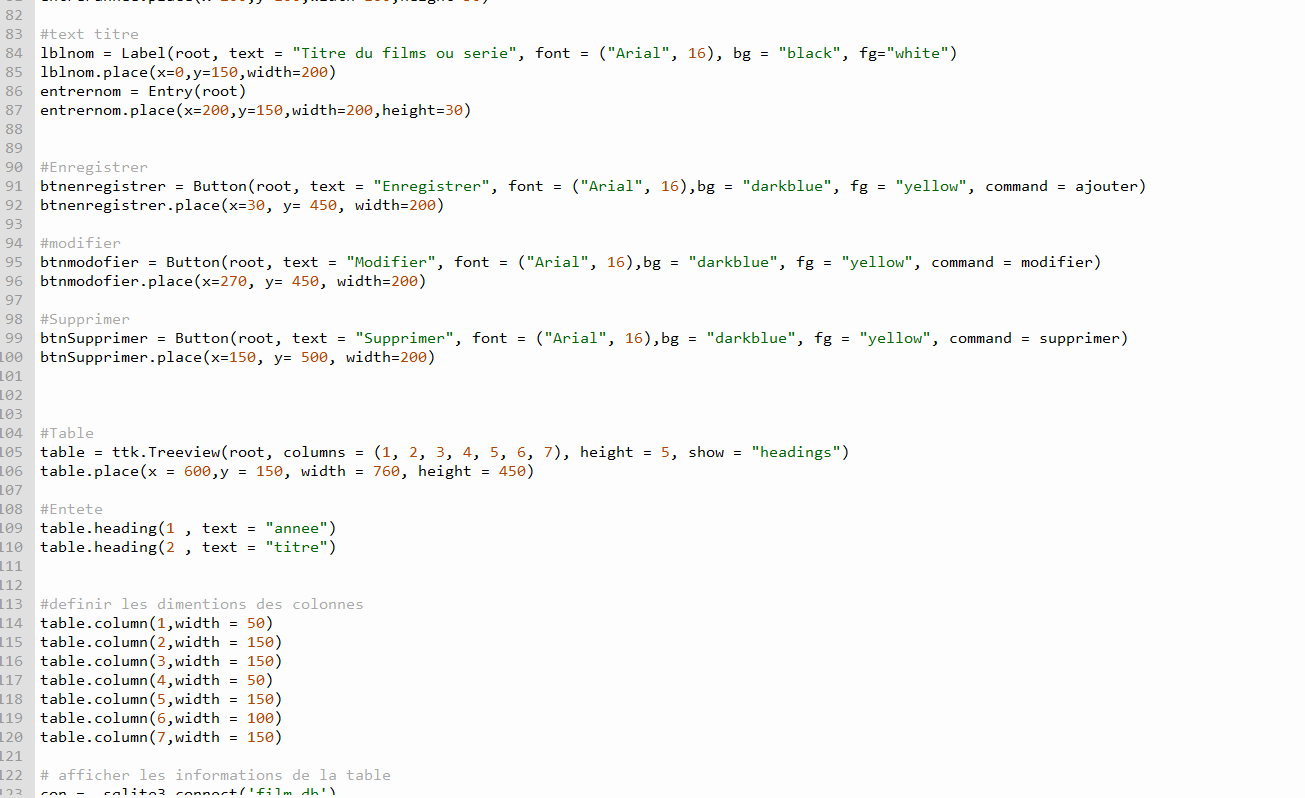 82
83 #text titre
84 lblnom = Label(root, text = "Titre du films ou serie", font = ("Arial", 16), bg = "black", fg="white")
85 lblnom.place(x=0,y=150,width=200)
86 entrernom = Entry(root)
87 entrernom.place(x=200,y=150,width=200,height=30)
88
89
90 #Enregistrer
91 btnenregistrer = Button(root, text = "Enregistrer", font = ("Arial", 16),bg = "darkblue", fg = "yellow", command = ajouter)
92 btnenregistrer.place(x=30, y= 450, width=200)
93
94 #modifier
95 btnmodofier = Button(root, text = "Modifier", font = ("Arial", 16),bg = "darkblue", fg = "yellow", command = modifier)
96 btnmodofier.place(x=270, y= 450, width=200)
97
98 #Supprimer
99 btnSupprimer = Button(root, text = "Supprimer", font = ("Arial", 16),bg = "darkblue", fg = "yellow", command = supprimer)
100 btnSupprimer.place(x=150, y= 500, width=200)
101
102
103
104 #Table
105 table = ttk.Treeview(root, columns = (1, 2, 3, 4, 5, 6, 7), height = 5, show = "headings")
106 table.place(x = 600,y = 150, width = 760, height = 450)
107
108 #Entete
109 table.heading(1 , text = "annee")
110 table.heading(2 , text = "titre")
111
112
113 #definir les dimentions des colonnes
114 table.column(1,width = 50)
115 table.column(2,width = 150)
116 table.column(3,width = 150)
117 table.column(4,width = 50)
118 table.column(5,width = 150)
119 table.column(6,width = 100)
120 table.column(7,width = 150)
121
122 # afficher les informations de la table
123 con = sqlite3.connect('film.db')